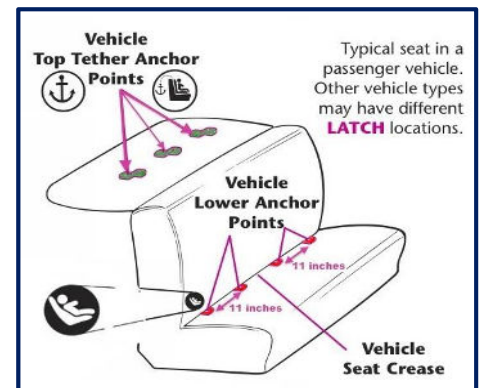 Vehicle
Top Tether Anchor
Points
Typical seat in a
passenger vehicle.
Other vehicle types
may have different
LATCH locations.
Vehicle
Lower Anchor
Points
11 inches
11 inches
Vehicle
Seat Crease